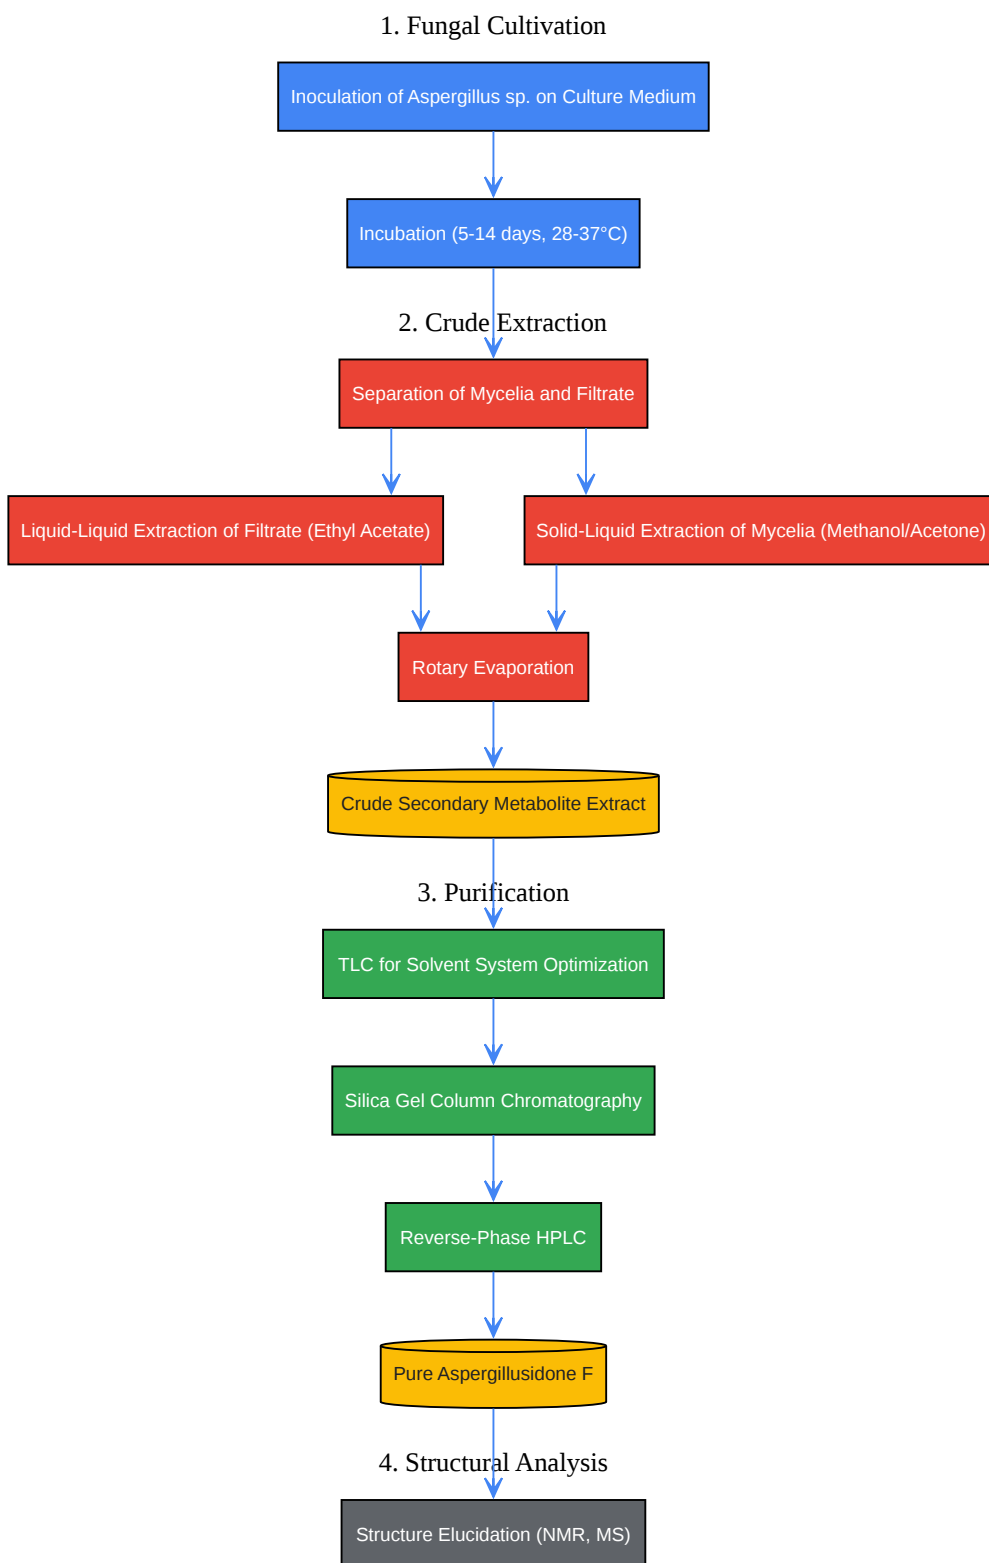 1. Fungal Cultivation
Inoculation of Aspergillus sp. on Culture Medium
Incubation (5-14 days, 28-37°C)
2. Crude Extraction
Separation of Mycelia and Filtrate
Liquid-Liquid Extraction of Filtrate (Ethyl Acetate)
Solid-Liquid Extraction of Mycelia (Methanol/Acetone)
Rotary Evaporation
Crude Secondary Metabolite Extract
3. Purification
TLC for Solvent System Optimization
Silica Gel Column Chromatography
Reverse-Phase HPLC
Pure Aspergillusidone F
4. Structural Analysis
Structure Elucidation (NMR, MS)